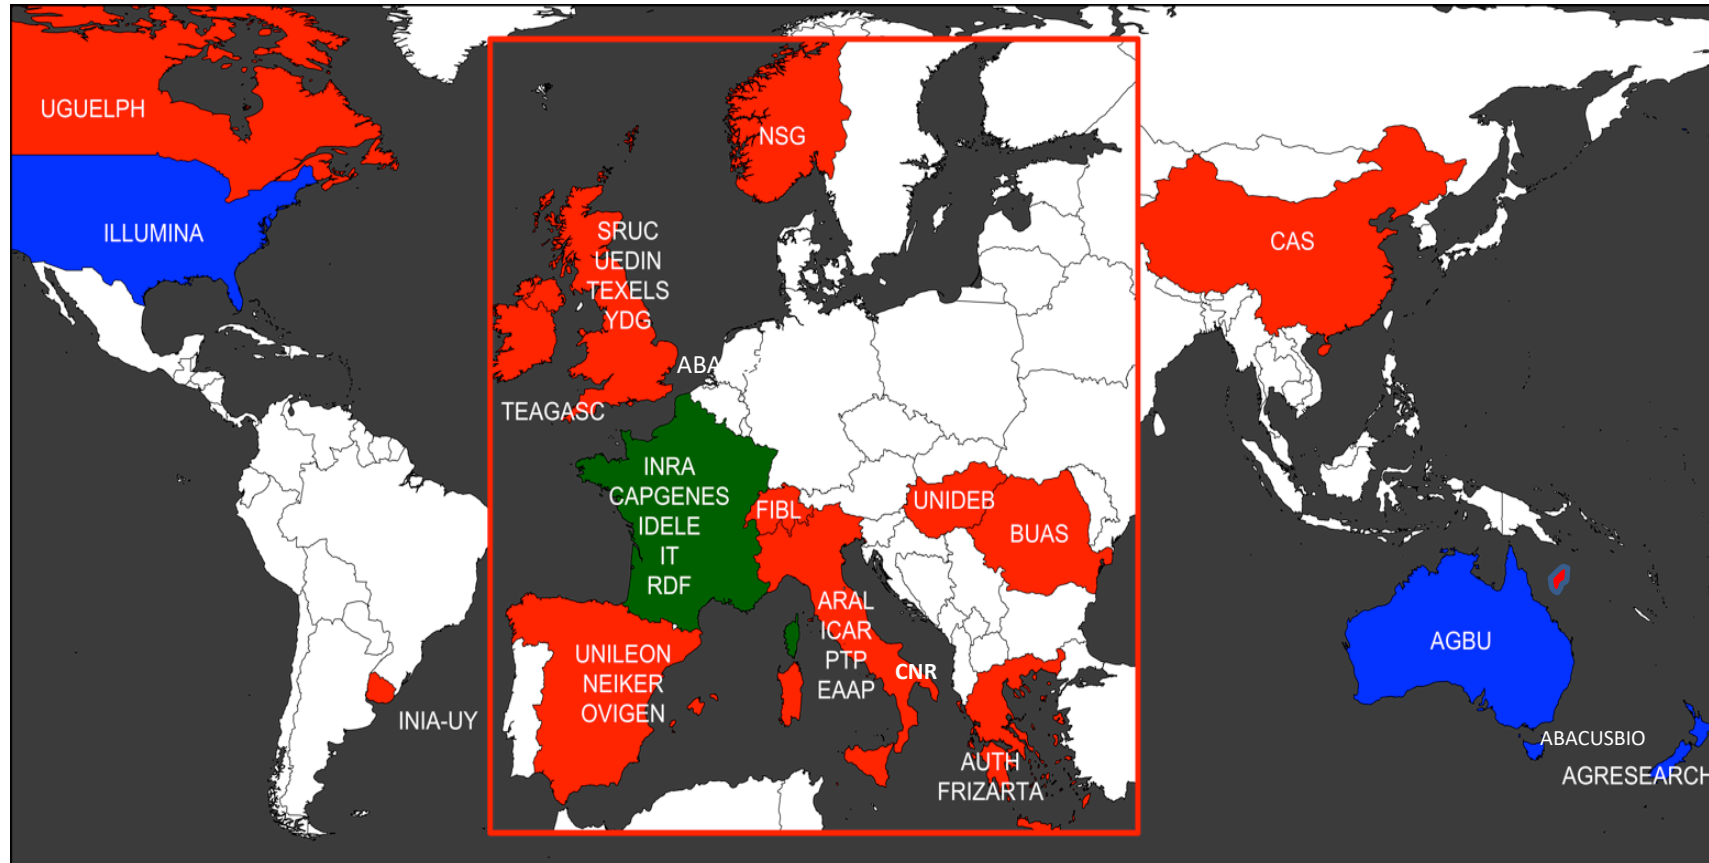 UGUELPH
ILLUMINA
INIA-UY
NSG
SRUC
UEDIN
TEXELS
YDG
TEAGASC
INRA
CAPGENES
IDELE
IT
RDF
FIBL
UNIDEB
BUAS
UNILEON
NEIKER
OVIGEN
ARAL
ICAR
PTP
EAAP
CNR
AUTH
FRIZARTA
CAS
AGBU
ABACUSBIO
AGRESEARCH